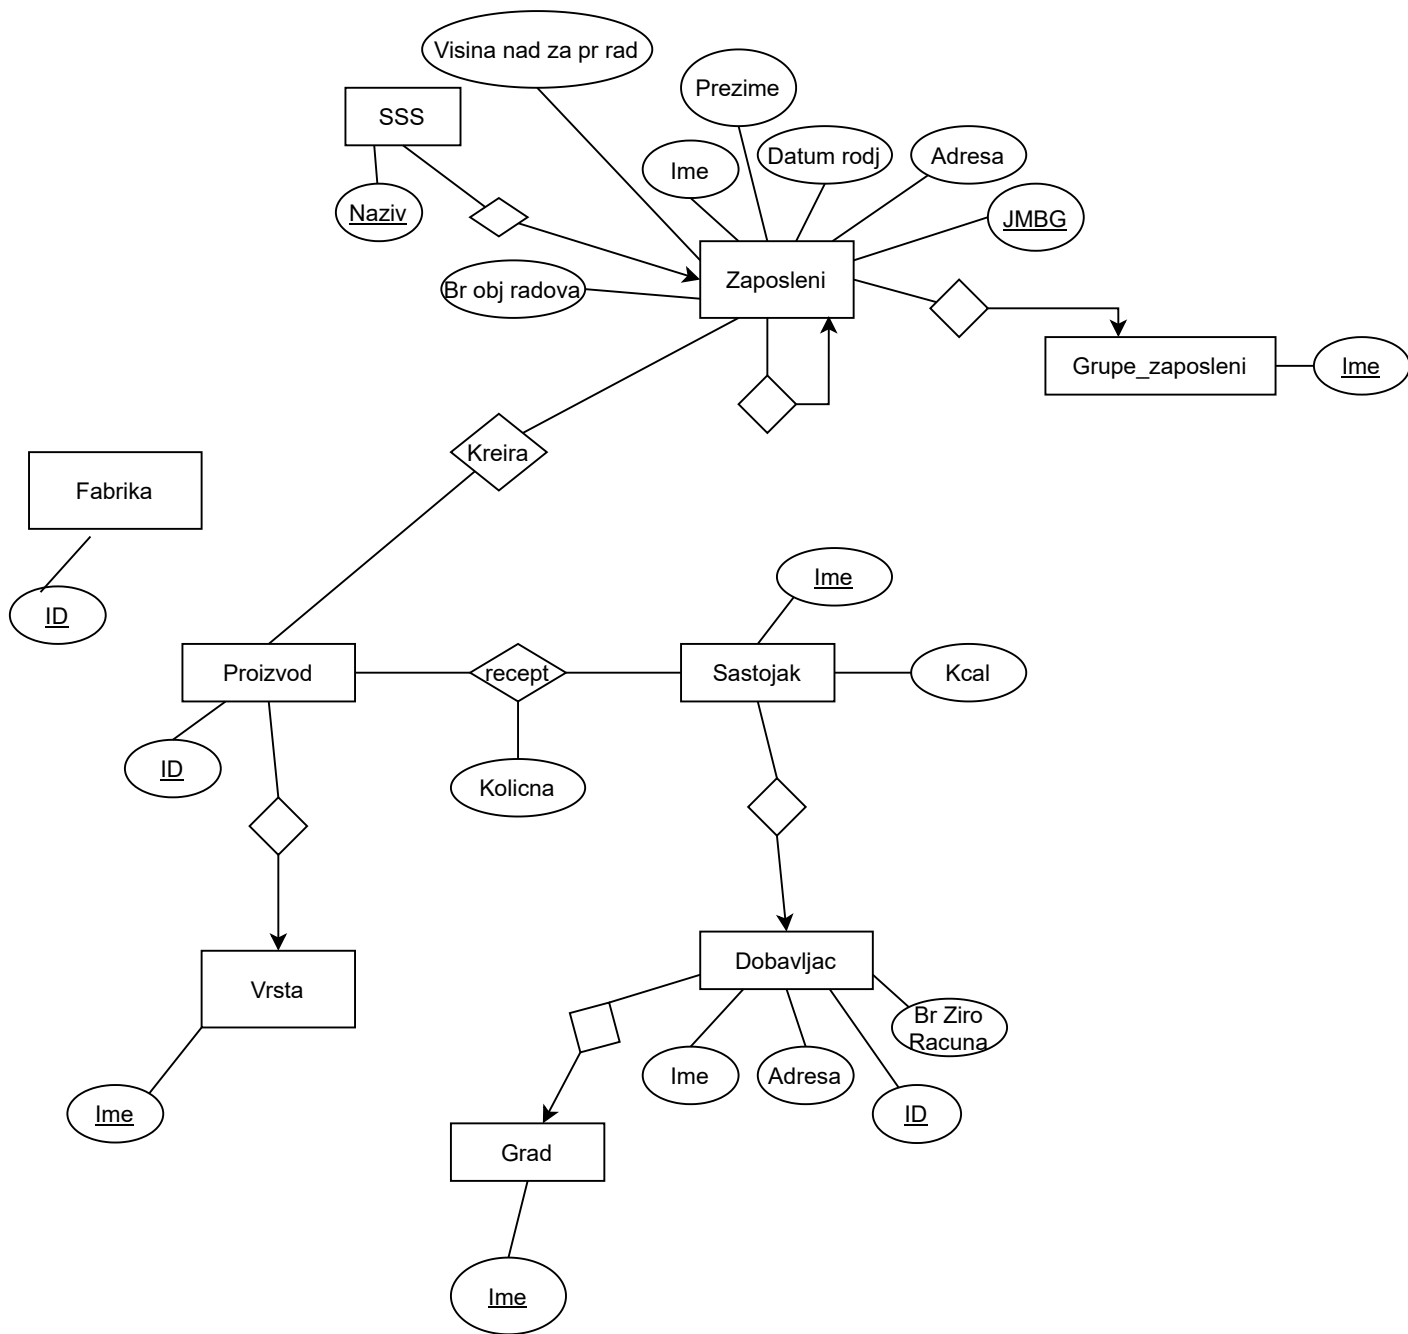 Visina nad za pr rad
Prezime
SSS
Datum rodj
Adresa
Ime
Naziv
JMBG
Zaposleni
Br obj radova
Grupe_zaposleni
Ime
Kreira
Fabrika
Ime
ID
Proizvod
recept
Sastojak
Kcal
ID
Kolicna
Dobavljac
Vrsta
Br Ziro
Racuna
Ime
Adresa
Ime
ID
Grad
Ime